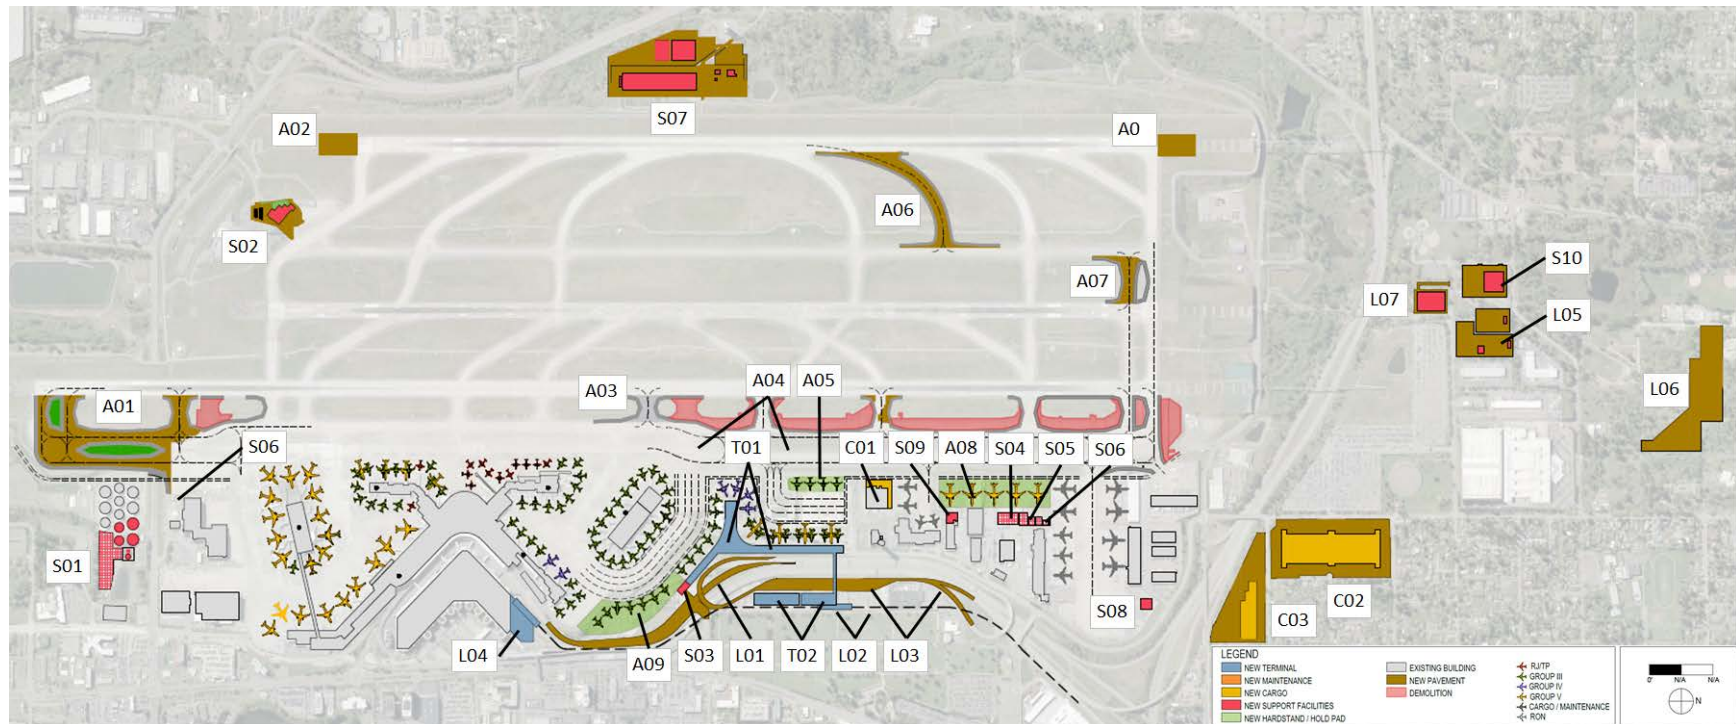 S07
A02
A0
A06
S02
A07
S10
L07
L05
A04
A05
A03
A01
L06
S06
T01
C01
S09
A08
S04
S05
S06
S01
S08
C02
C03
L04
A09
S03
L01
T02
L02
L03
LEGEND
NEW TERMINAL
NEW MAINTENANCE
NEW CARGO
NEW SUPPORT FACILITIES
NEW HARDSTAND / HOLD PAD
EXISTING BUILDING
NEW PAVEMENT
DEMOLITION
RJ/TP
GROUP III
GROUP IV
GROUP V
CARGO / MAINTENANCE
RON
0' N/A N/A
N